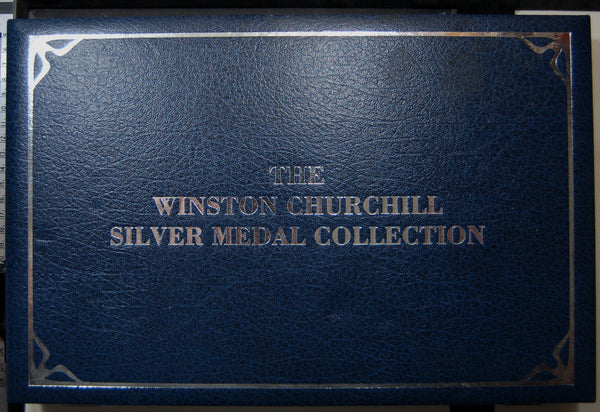 THE
WINSTON CHURCHILL
SILVER MEDAL COLLECTION